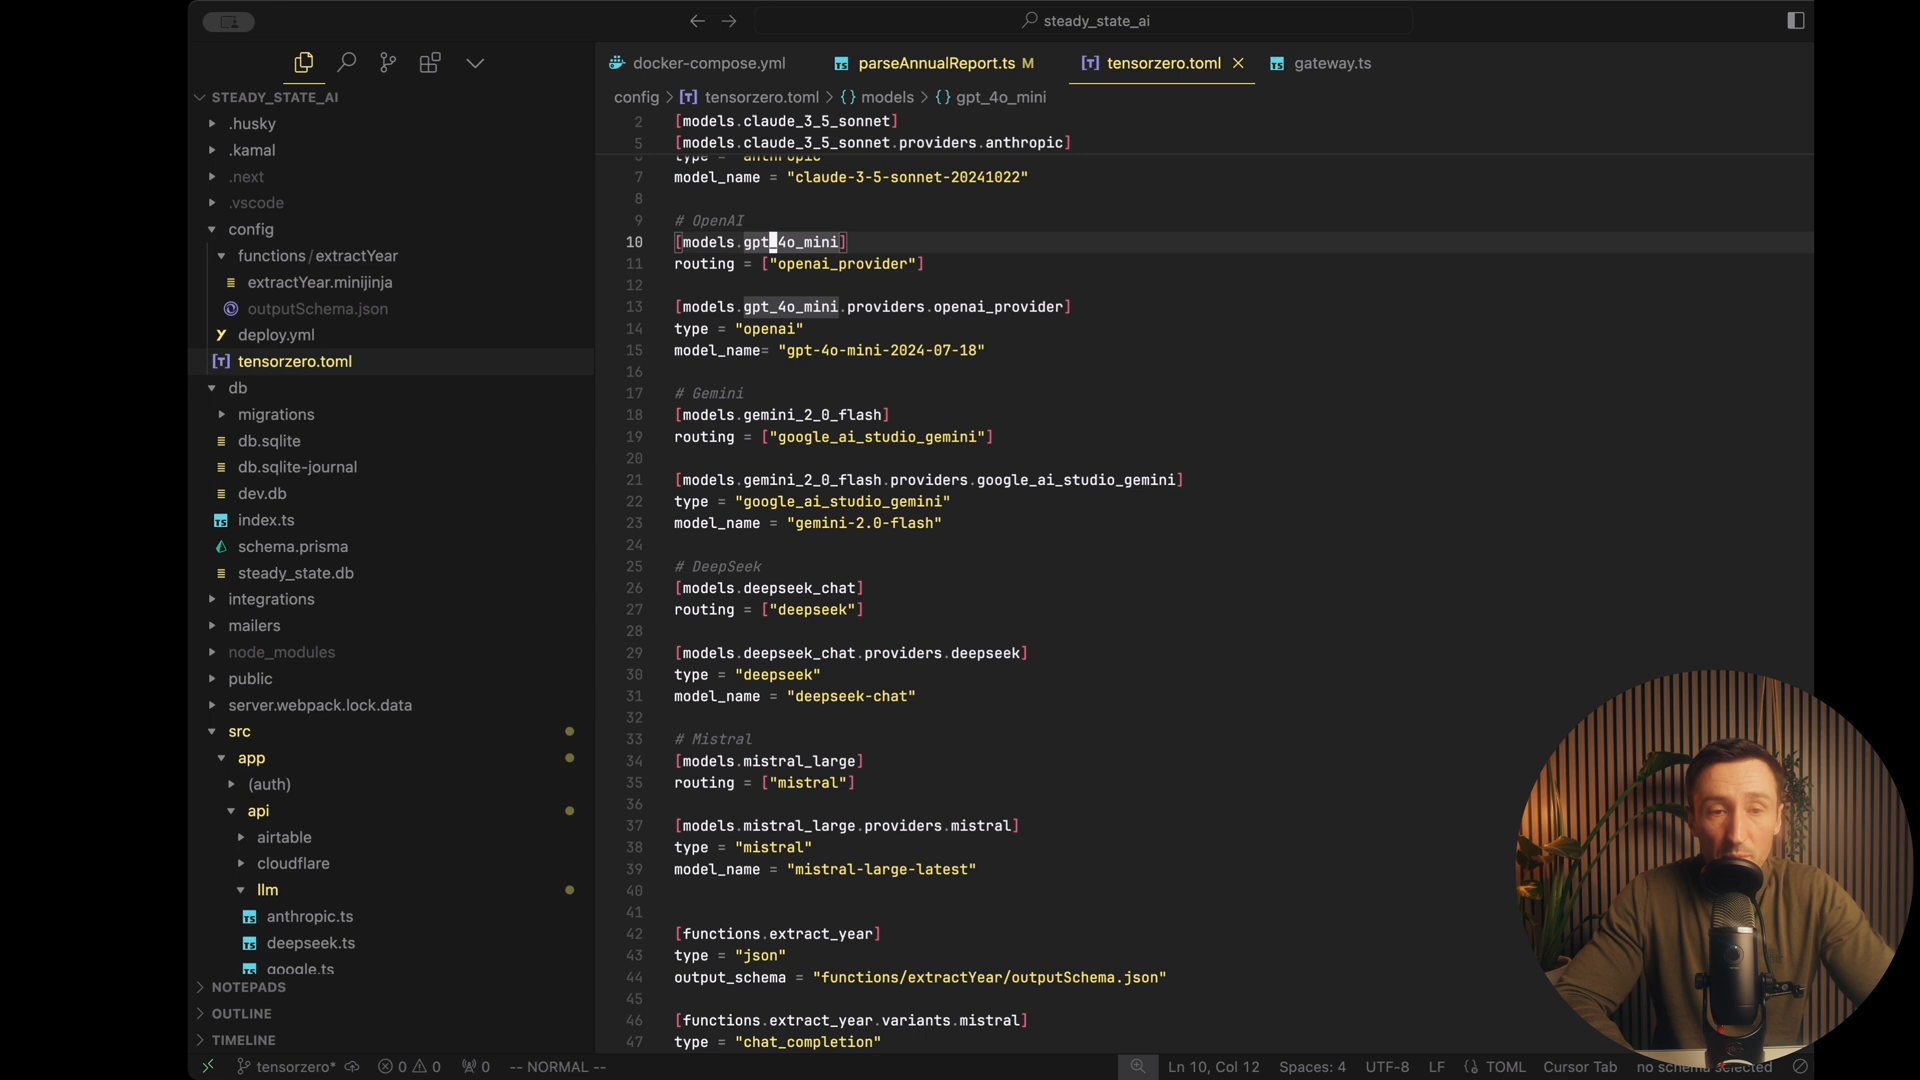 steady_state_ai
STEADY_STATE_AI
.husky
.kamal
.next
.vscode
config
functions/extractYear
extractYear.minijinja
outputSchema.json
deploy.yml
[T] tensorzero.toml
db
migrations
db.sqlite
db.sqlite-journal
dev.db
TS index.ts
schema.prisma
steady_state.db
integrations
mailers
node_modules
public
server.webpack.lock.data
src
app
(auth)
api
airtable
cloudflare
llm
TS anthropic.ts
TS deepseek.ts
TS google.ts
NOTEPADS
OUTLINE
TIMELINE
docker-compose.yml
TS parseAnnualReport.ts M
[T] tensorzero.toml
TS gateway.ts
config > [T] tensorzero.toml > {} models > {} gpt_4o_mini
2 [models.claude_3_5_sonnet]
5 [models.claude_3_5_sonnet.providers.anthropic]
6 type = "anthropic"
7 model_name = "claude-3-5-sonnet-20241022"
8
9 # OpenAI
10 [models.gpt_4o_mini]
11 routing = ["openai_provider"]
12
13 [models.gpt_4o_mini.providers.openai_provider]
14 type = "openai"
15 model_name= "gpt-4o-mini-2024-07-18"
16
17 # Gemini
18 [models.gemini_2_0_flash]
19 routing = ["google_ai_studio_gemini"]
20
21 [models.gemini_2_0_flash.providers.google_ai_studio_gemini]
22 type = "google_ai_studio_gemini"
23 model_name = "gemini-2.0-flash"
24
25 # DeepSeek
26 [models.deepseek_chat]
27 routing = ["deepseek"]
28
29 [models.deepseek_chat.providers.deepseek]
30 type = "deepseek"
31 model_name = "deepseek-chat"
32
33 # Mistral
34 [models.mistral_large]
35 routing = ["mistral"]
36
37 [models.mistral_large.providers.mistral]
38 type = "mistral"
39 model_name = "mistral-large-latest"
40
41
42 [functions.extract_year]
43 type = "json"
44 output_schema = "functions/extractYear/outputSchema.json"
45
46 [functions.extract_year.variants.mistral]
47 type = "chat_completion"
tensorzero* 0 0 0 -- NORMAL -- Ln 10, Col 12 Spaces: 4 UTF-8 LF {} TOML Cursor Tab no schema selected